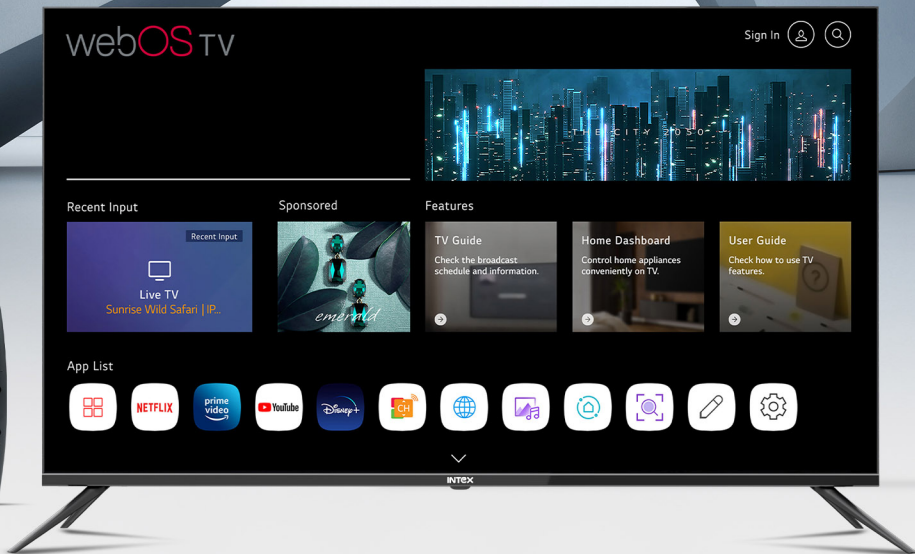 webOS TV
Sign In
THE CITY 2050
Recent Input
Sponsored
Features
Recent Input
Live TV
Sunrise Wild Safari | IP...
emerald
TV Guide
Check the broadcast
schedule and information.
Home Dashboard
Control home appliances
conveniently on TV.
User Guide
Check how to use TV
features.
App List
NETFLIX
prime
video
YouTube
Disney+
CH
INTEX